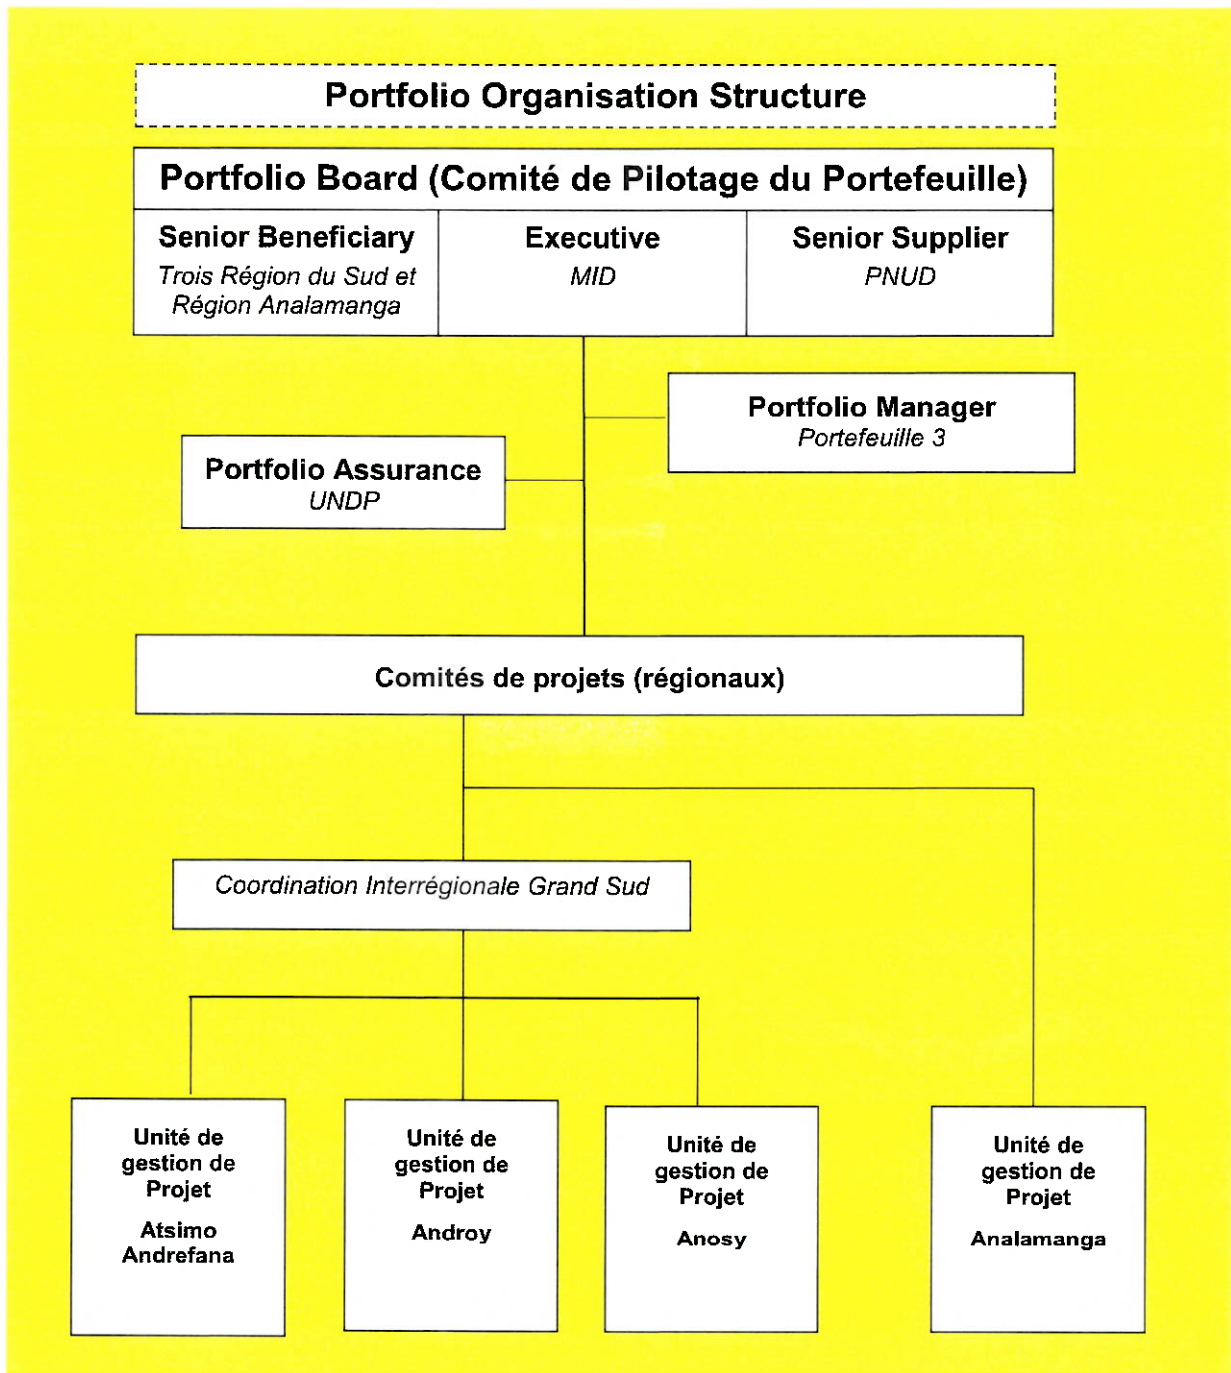 Portfolio Organisation Structure
Portfolio Board (Comité de Pilotage du Portefeuille)
Senior Beneficiary
Trois Région du Sud et
Région Analamanga
Executive
MID
Senior Supplier
PNUD
Portfolio Manager
Portefeuille 3
Portfolio Assurance
UNDP
Comités de projets (régionaux)
Coordination Interrégionale Grand Sud
Unité de
gestion de
Projet
Atsimo
Andrefana
Unité de
gestion de
Projet
Androy
Unité de
gestion de
Projet
Anosy
Unité de
gestion de
Projet
Analamanga